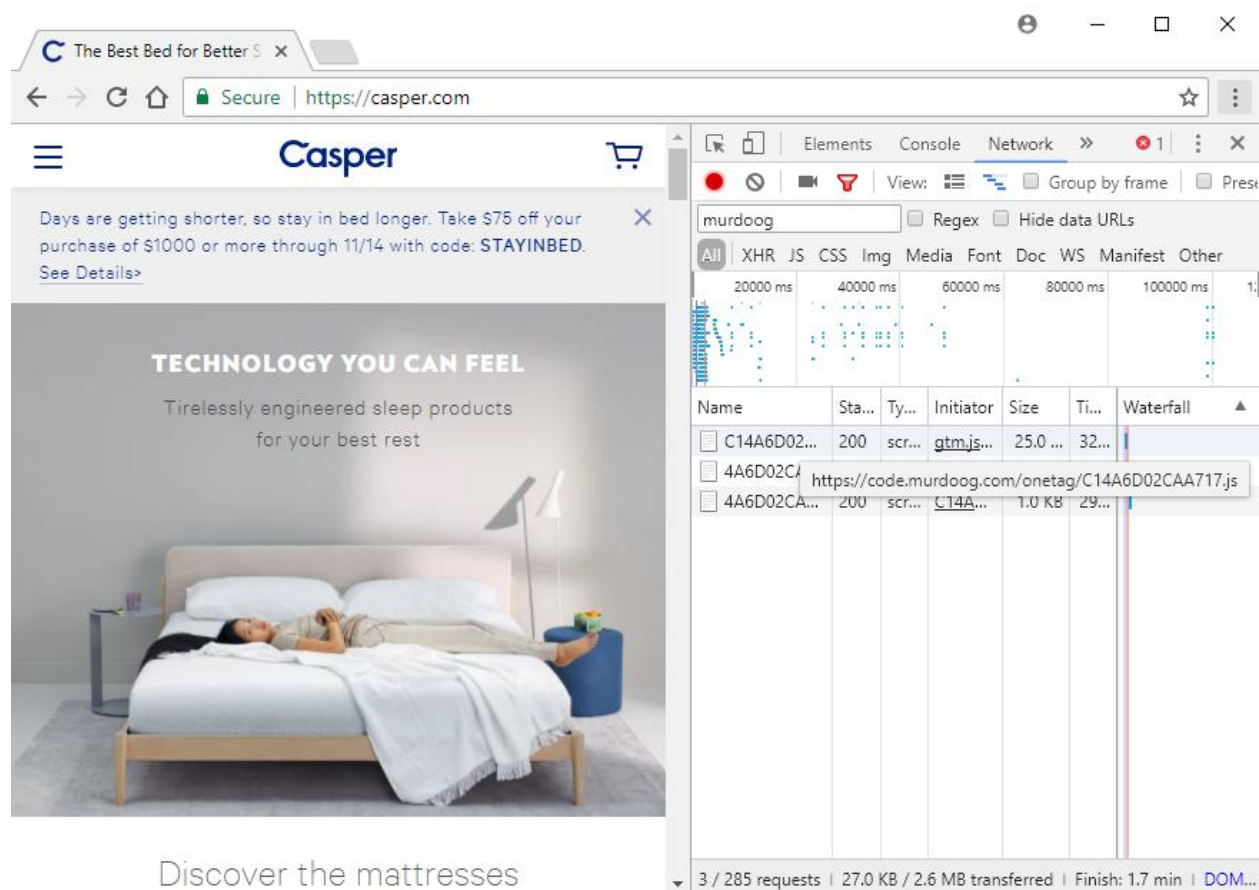 The Best Bed for Better S
Secure https://casper.com
Casper
Days are getting shorter, so stay in bed longer. Take $75 off your
purchase of $1000 or more through 11/14 with code: STAYINBED.
See Details>
TECHNOLOGY YOU CAN FEEL
Tirelessly engineered sleep products
for your best rest
Discover the mattresses
Elements Console Network » 1
View: Group by frame Prese
murdoog Regex Hide data URLs
All XHR JS CSS Img Media Font Doc WS Manifest Other
20000 ms 40000 ms 60000 ms 80000 ms 100000 ms
Name Sta... Ty... Initiator Size Ti... Waterfall
C14A6D02... 200 scr... gtm.js... 25.0 ... 32...
4A6D02CA
https://code.murdoog.com/onetag/C14A6D02CAA717.js
4A6D02CA... 200 scr... C14A... 1.0 KB 29...
3 / 285 requests | 27.0 KB / 2.6 MB transferred | Finish: 1.7 min | DOM...